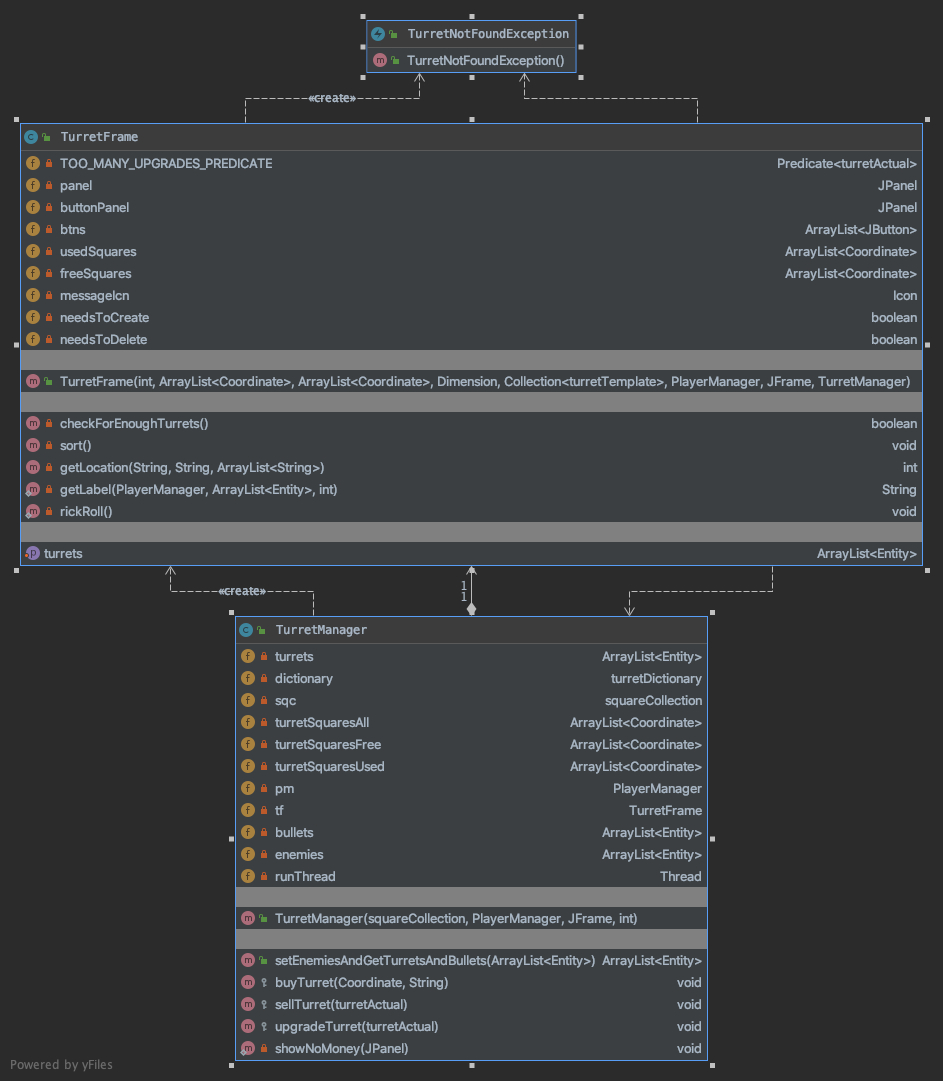 TurretNotFoundException
TurretNotFoundException()
«create»
TurretFrame
TOO_MANY_UPGRADES_PREDICATE Predicate<turretActual>
panel JPanel
buttonPanel JPanel
btns ArrayList<JButton>
usedSquares ArrayList<Coordinate>
freeSquares ArrayList<Coordinate>
messageIcn Icon
needsToCreate boolean
needsToDelete boolean
TurretFrame(int, ArrayList<Coordinate>, ArrayList<Coordinate>, Dimension, Collection<turretTemplate>, PlayerManager, JFrame, TurretManager)
checkForEnoughTurrets() boolean
sort() void
getLocation(String, String, ArrayList<String>) int
getLabel(PlayerManager, ArrayList<Entity>, int) String
rickRoll() void
turrets ArrayList<Entity>
«create»
1
1
TurretManager
turrets ArrayList<Entity>
dictionary turretDictionary
sqc squareCollection
turretSquaresAll ArrayList<Coordinate>
turretSquaresFree ArrayList<Coordinate>
turretSquaresUsed ArrayList<Coordinate>
pm PlayerManager
tf TurretFrame
bullets ArrayList<Entity>
enemies ArrayList<Entity>
runThread Thread
TurretManager(squareCollection, PlayerManager, JFrame, int)
setEnemiesAndGetTurretsAndBullets(ArrayList<Entity>) ArrayList<Entity>
buyTurret(Coordinate, String) void
sellTurret(turretActual) void
upgradeTurret(turretActual) void
showNoMoney(JPanel) void
Powered by yFiles